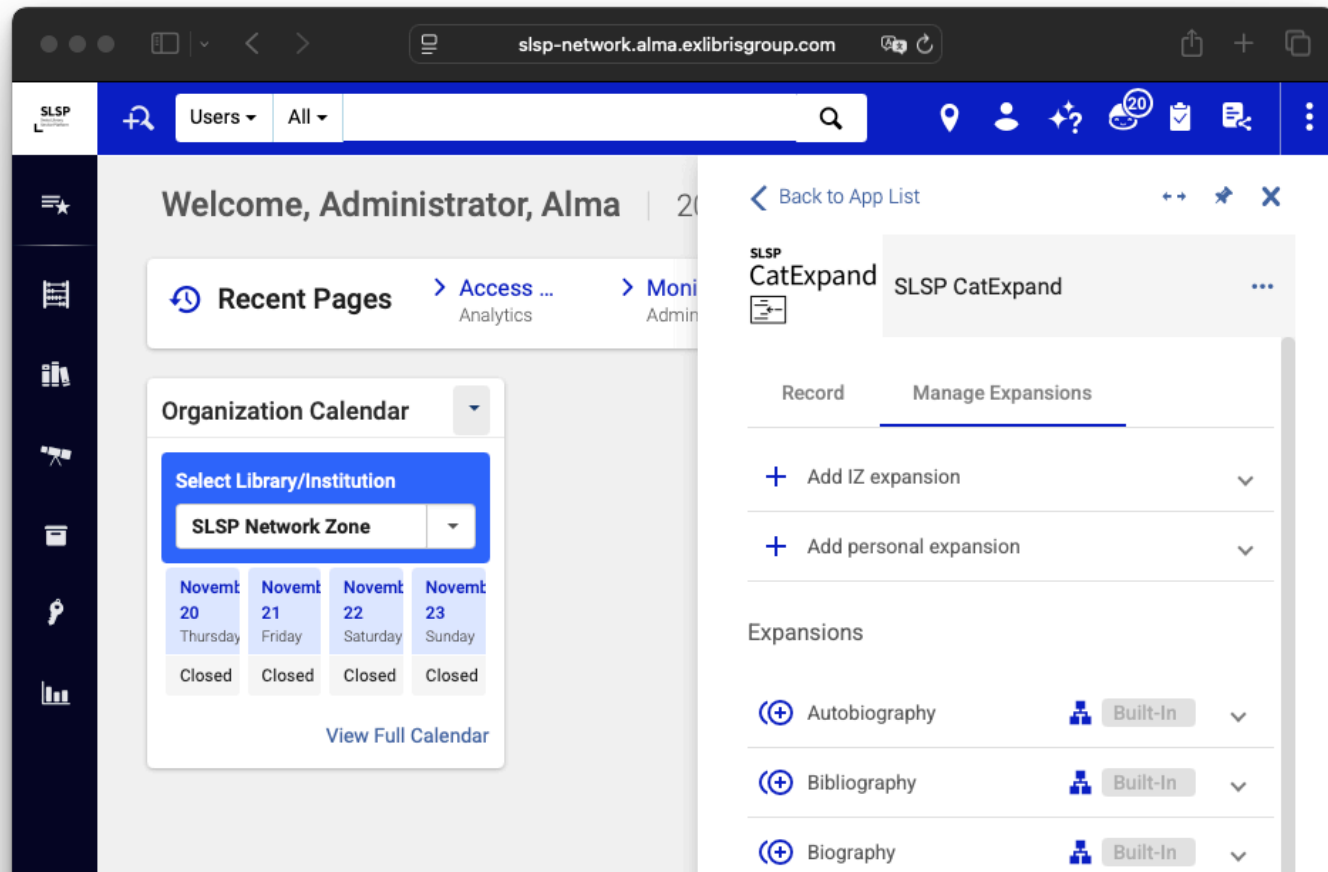 slsp-network.alma.exlibrisgroup.com
SLSP
Users
All
20
Welcome, Administrator, Alma
Back to App List
Recent Pages
Access ...
Analytics
Moni
Admin
SLSP
CatExpand
SLSP CatExpand
Record
Manage Expansions
Organization Calendar
Select Library/Institution
SLSP Network Zone
Novemb Novemb Novemb Novemb
20 21 22 23
Thursday Friday Saturday Sunday
Closed Closed Closed Closed
View Full Calendar
Add IZ expansion
Add personal expansion
Expansions
Autobiography Built-In
Bibliography Built-In
Biography Built-In